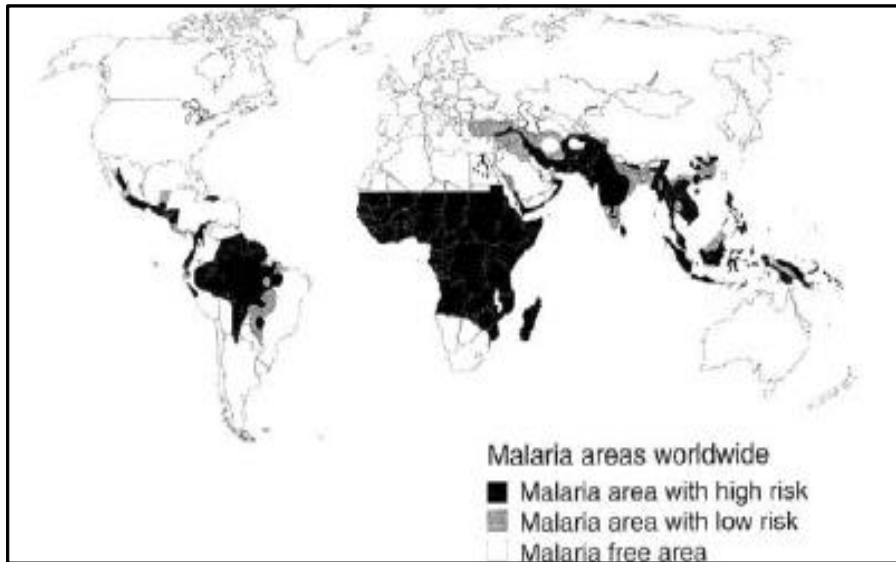 Malaria areas worldwide
Malaria area with high risk
Malaria area with low risk
Malaria free area